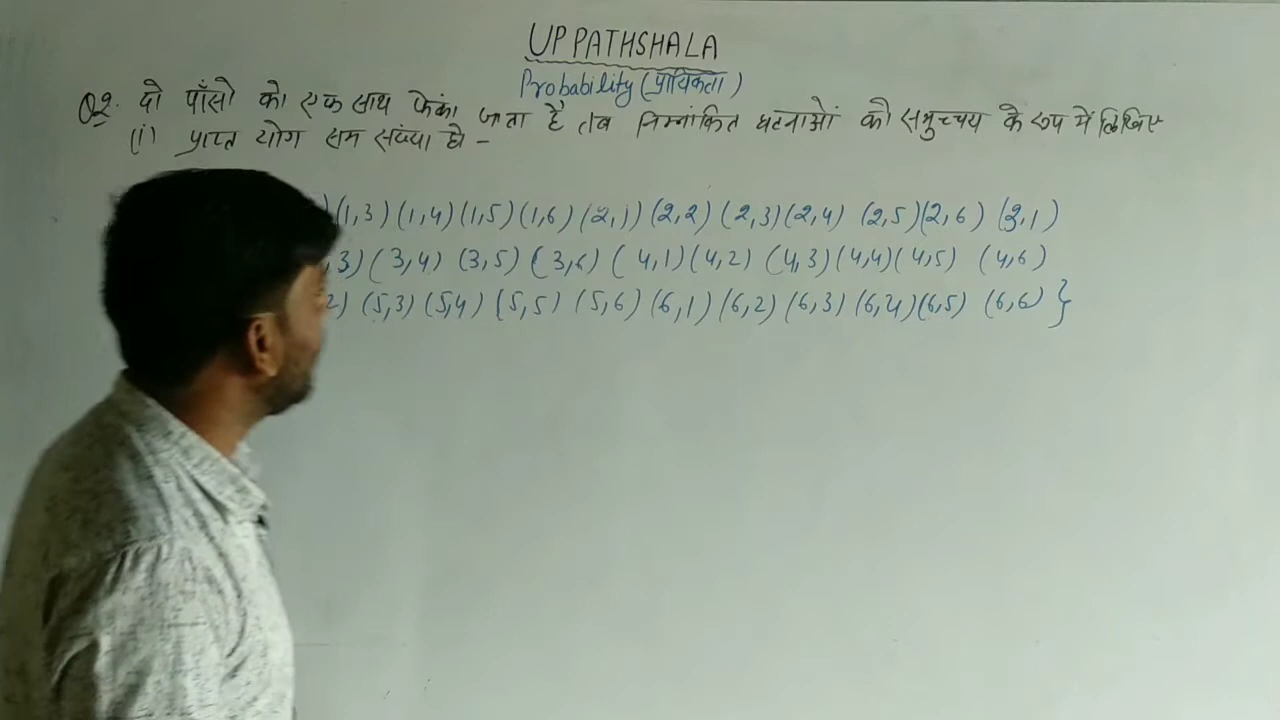 UP PATHSHALA
Probability (प्रायिकता)
Q2. दो पाँसो को एक साथ फेकां जाता है तब निम्नांकित घटनाओं को समुच्चय के रूप में लिखिए
(i) प्राप्त योग सम संख्या हो -
) (1,3) (1,4) (1,5) (1,6) (2,1) (2,2) (2,3) (2,4) (2,5) (2,6) (3,1)
,3) (3,4) (3,5) (3,6) (4,1) (4,2) (4,3) (4,4) (4,5) (4,6)
2) (5,3) (5,4) (5,5) (5,6) (6,1) (6,2) (6,3) (6,4) (6,5) (6,6) }